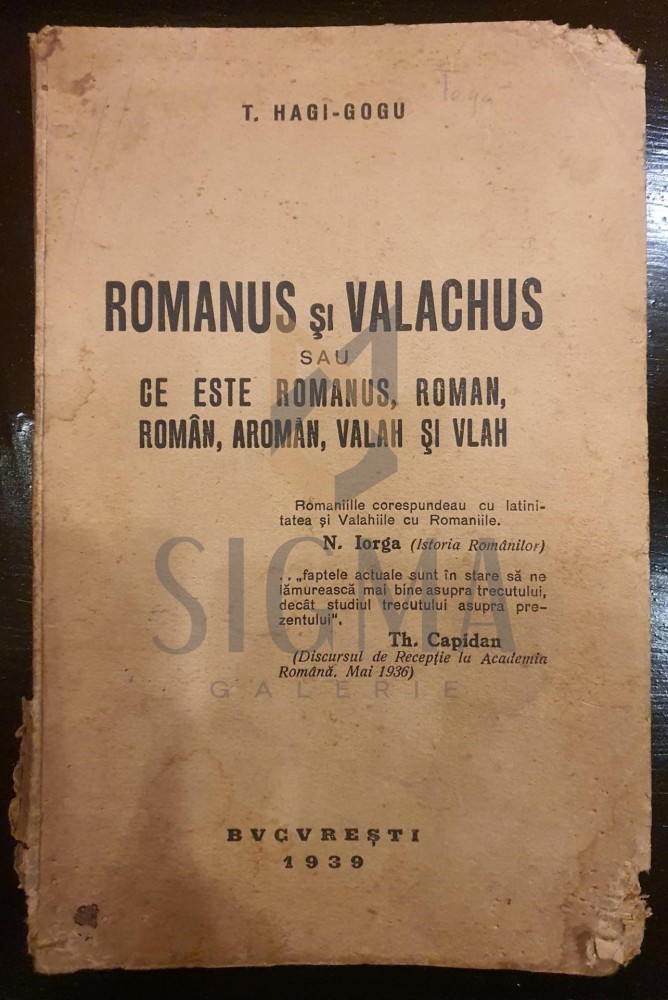 T. HAGI-GOGU
ROMANUS ŞI VALACHUS
SAU
CE ESTE ROMANUS, ROMAN,
ROMÂN, AROMÂN, VALAH ŞI VLAH
Romaniille corespundeau cu latini-
tatea şi Valahiile cu Romaniile.
N. Iorga (Istoria Românilor)
. . „faptele actuale sunt în stare să ne
lămurească mai bine asupra trecutului,
decât studiul trecutului asupra pre-
zentului".
Th. Capidan
(Discursul de Recepţie la Academia
Română. Mai 1936)
SIGMA
GALERIE
BVCVREŞTI
1939